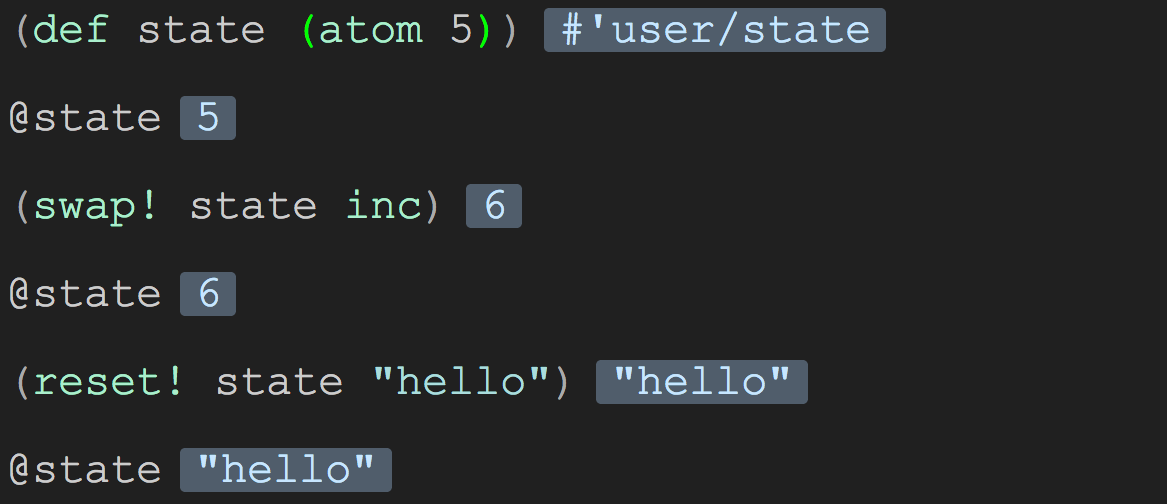 (def state (atom 5)) #'user/state
@state 5
(swap! state inc) 6
@state 6
(reset! state "hello") "hello"
@state "hello"